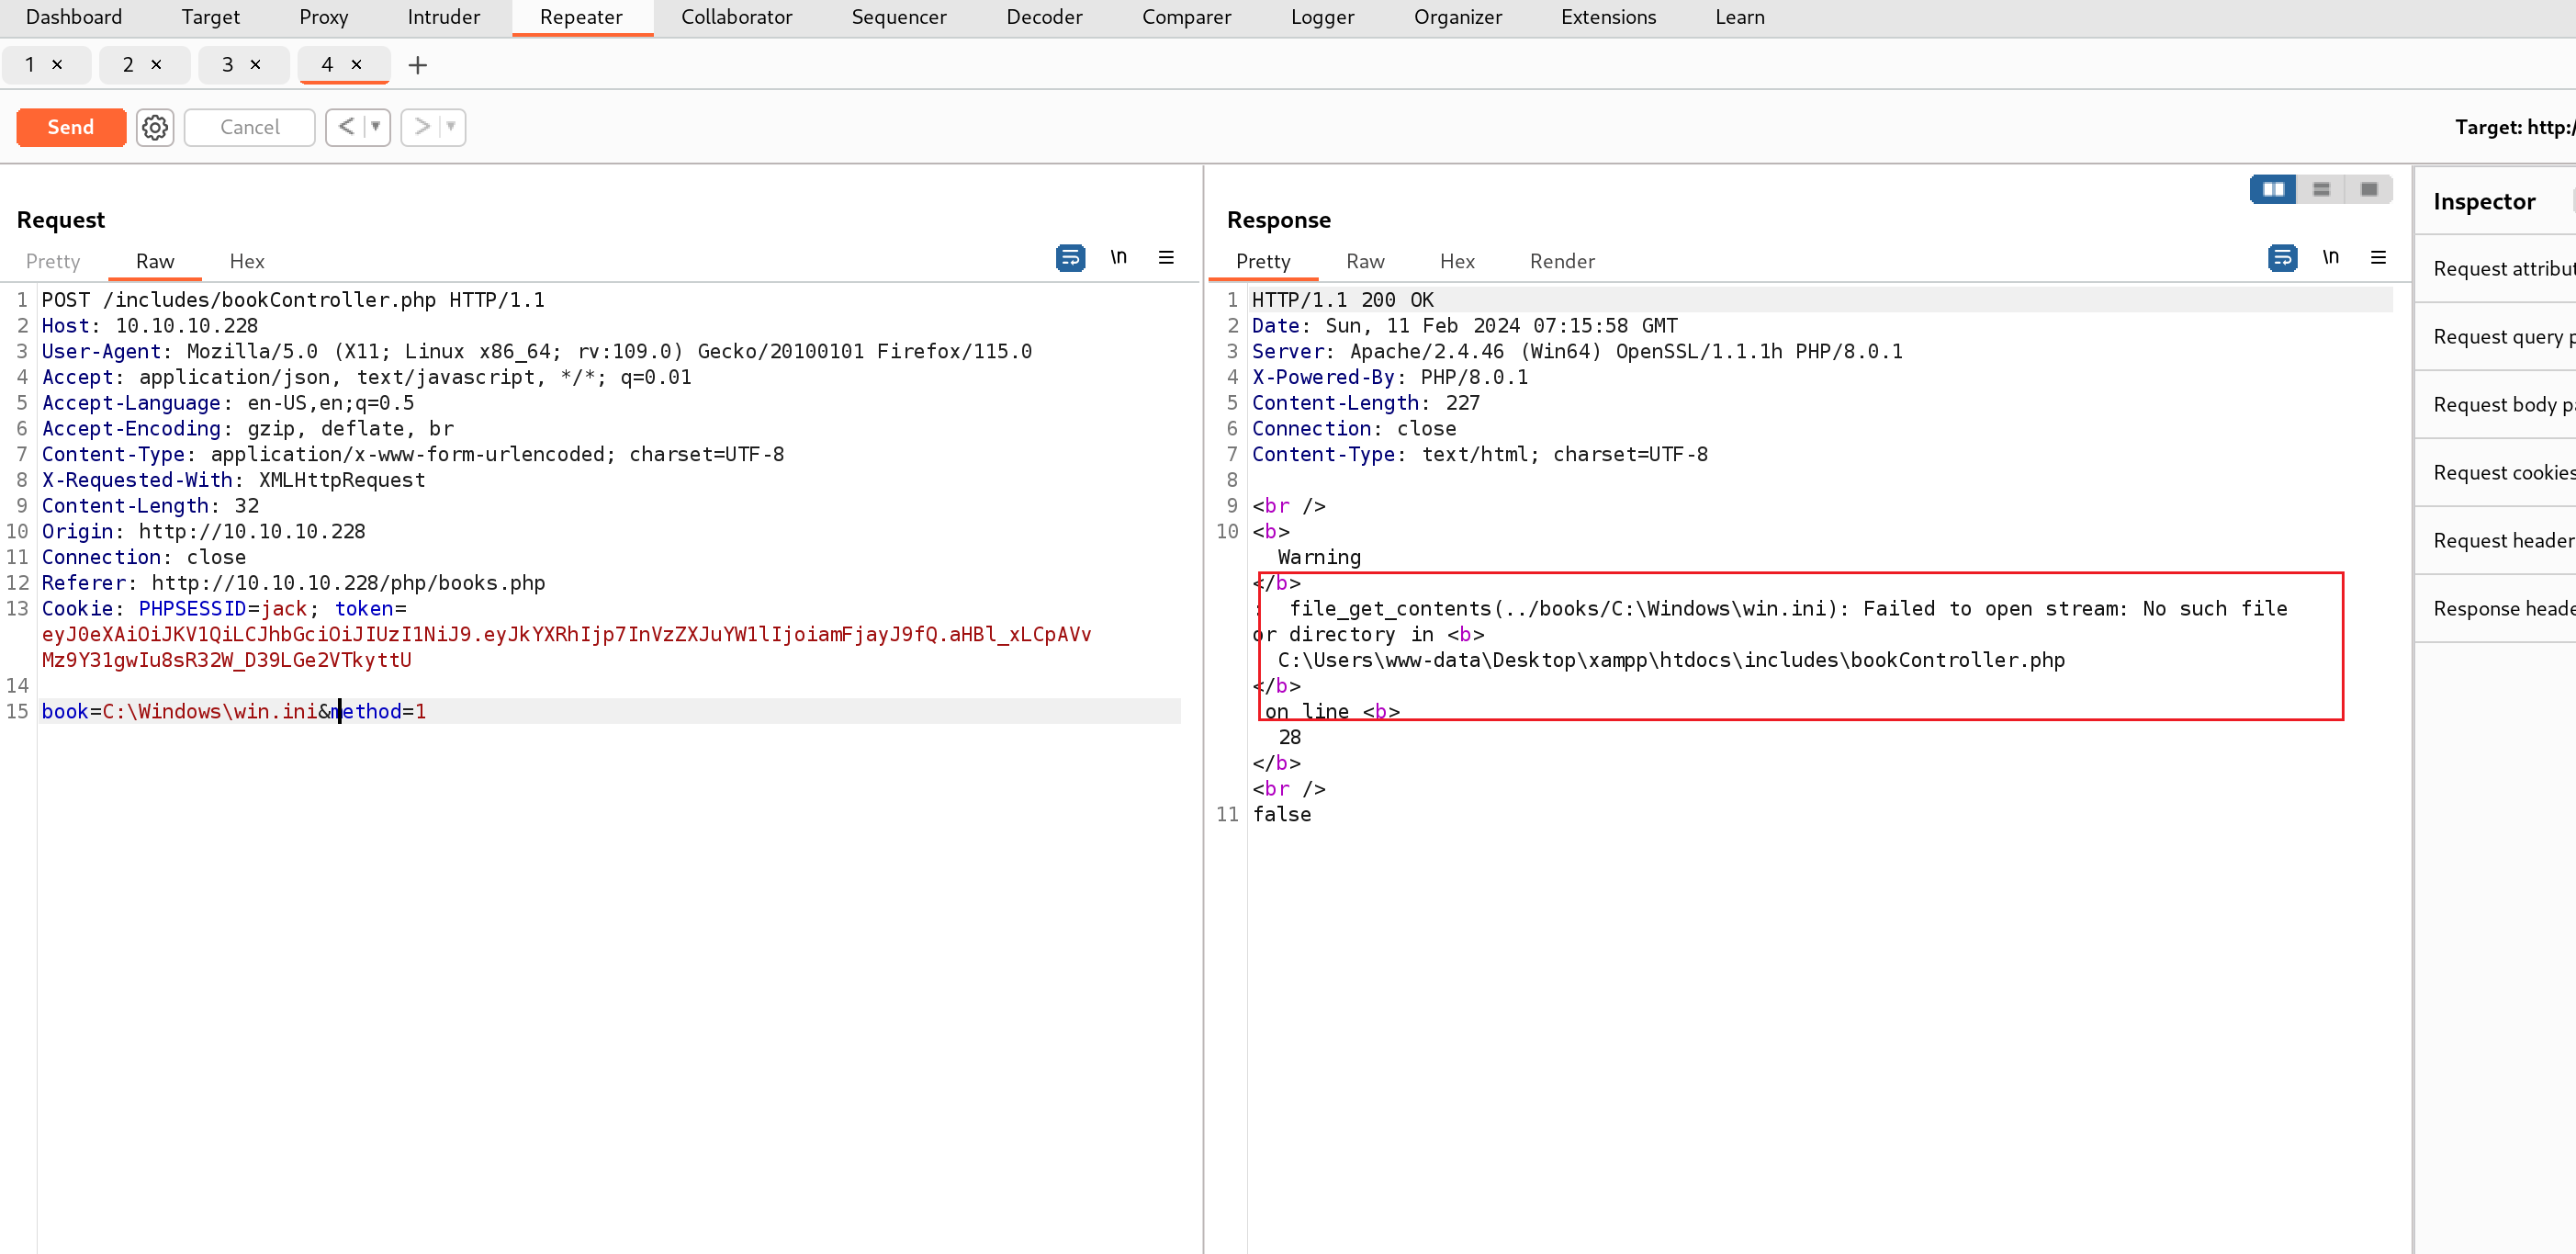 Dashboard Target Proxy Intruder Repeater Collaborator Sequencer Decoder Comparer Logger Organizer Extensions Learn
1 × 2 × 3 × 4 × +
Send Cancel < ▼ > ▼ Target: http:/
Request
Pretty Raw Hex \n
1 POST /includes/bookController.php HTTP/1.1
2 Host: 10.10.10.228
3 User-Agent: Mozilla/5.0 (X11; Linux x86_64; rv:109.0) Gecko/20100101 Firefox/115.0
4 Accept: application/json, text/javascript, */*; q=0.01
5 Accept-Language: en-US,en;q=0.5
6 Accept-Encoding: gzip, deflate, br
7 Content-Type: application/x-www-form-urlencoded; charset=UTF-8
8 X-Requested-With: XMLHttpRequest
9 Content-Length: 32
10 Origin: http://10.10.10.228
11 Connection: close
12 Referer: http://10.10.10.228/php/books.php
13 Cookie: PHPSESSID=jack; token=
eyJ0eXAiOiJKV1QiLCJhbGciOiJIUzI1NiJ9.eyJkYXRhIjp7InVzZXJuYW1lIjoiamFjayJ9fQ.aHBl_xLCpAVv
Mz9Y31gwIu8sR32W_D39LGe2VTkyttU
14
15 book=C:\Windows\win.ini&method=1
Response
Pretty Raw Hex Render \n
1 HTTP/1.1 200 OK
2 Date: Sun, 11 Feb 2024 07:15:58 GMT
3 Server: Apache/2.4.46 (Win64) OpenSSL/1.1.1h PHP/8.0.1
4 X-Powered-By: PHP/8.0.1
5 Content-Length: 227
6 Connection: close
7 Content-Type: text/html; charset=UTF-8
8
9 <br />
10 <b>
Warning
</b>
: file_get_contents(../books/C:\Windows\win.ini): Failed to open stream: No such file
or directory in <b>
C:\Users\www-data\Desktop\xampp\htdocs\includes\bookController.php
</b>
on line <b>
28
</b>
<br />
11 false
Inspector
Request attribut
Request query p
Request body pa
Request cookies
Request header
Response heade